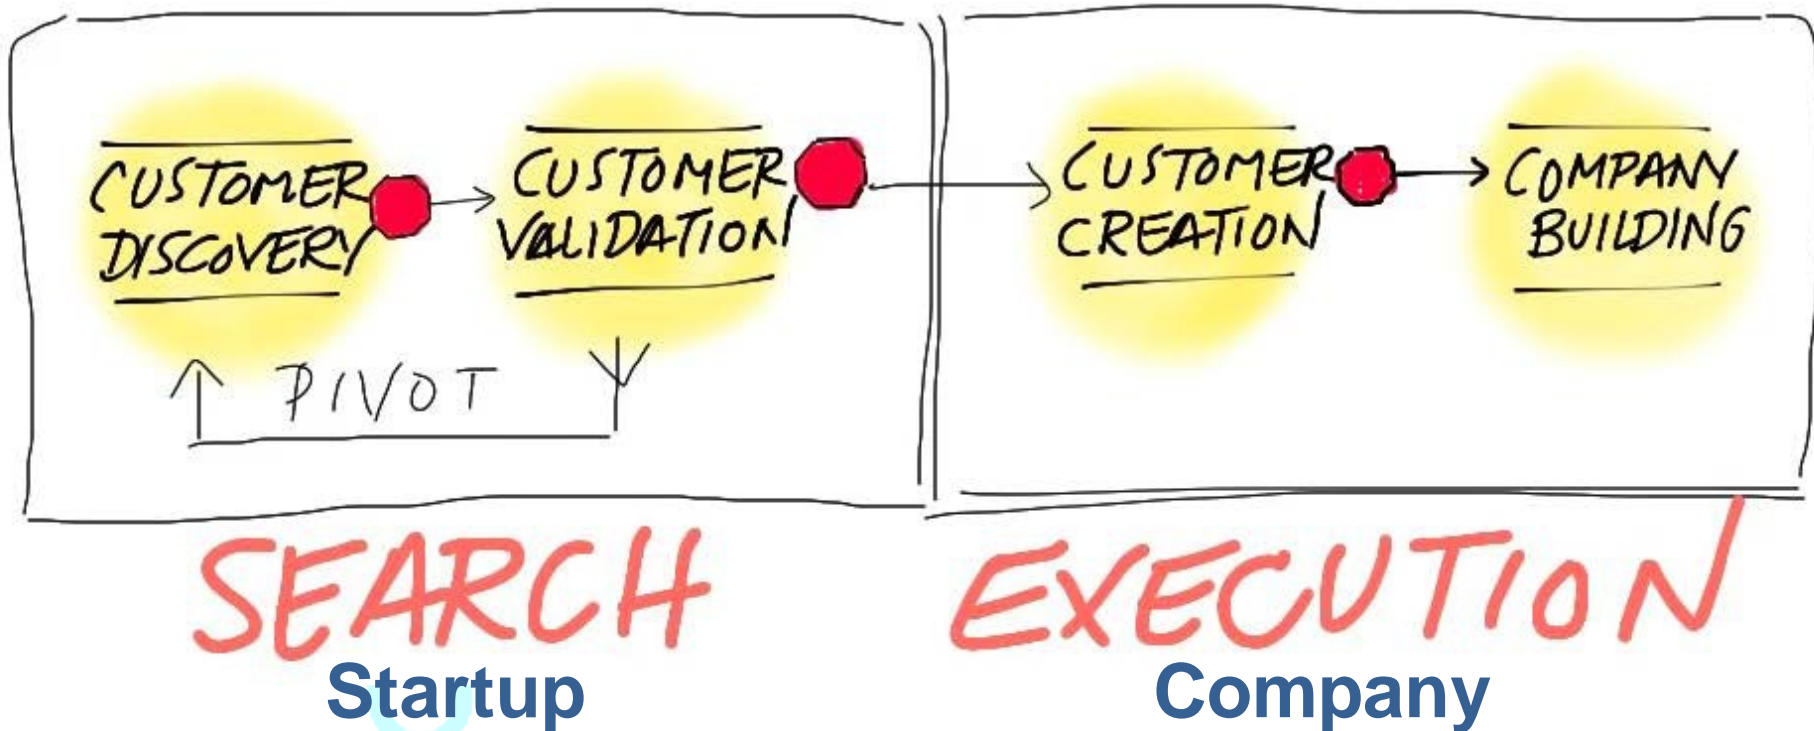 CUSTOMER
DISCOVERY
CUSTOMER
VALIDATION
CUSTOMER
CREATION
COMPANY
BUILDING
PIVOT
SEARCH
EXECUTION
Startup
Company